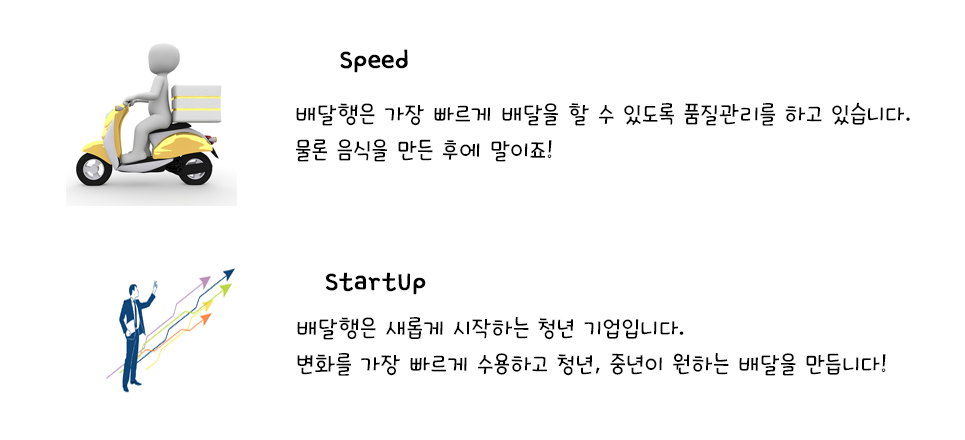 Speed
배달행은 가장 빠르게 배달을 할 수 있도록 품질관리를 하고 있습니다.
물론 음식을 만든 후에 말이죠!
StartUp
배달행은 새롭게 시작하는 청년 기업입니다.
변화를 가장 빠르게 수용하고 청년, 중년이 원하는 배달을 만듭니다!